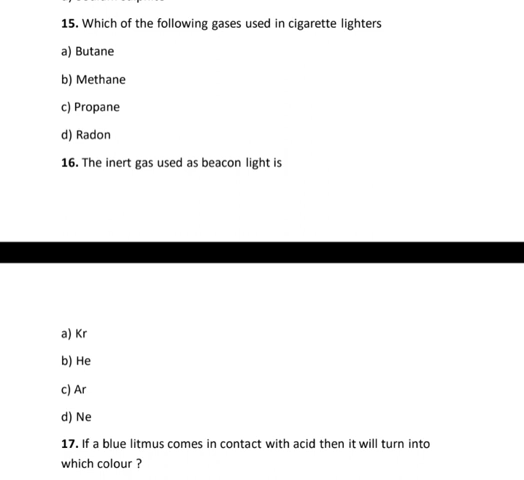 15. Which of the following gases used in cigarette lighters
a) Butane
b) Methane
c) Propane
d) Radon
16. The inert gas used as beacon light is
a) Kr
b) He
c) Ar
d) Ne
17. If a blue litmus comes in contact with acid then it will turn into
which colour ?